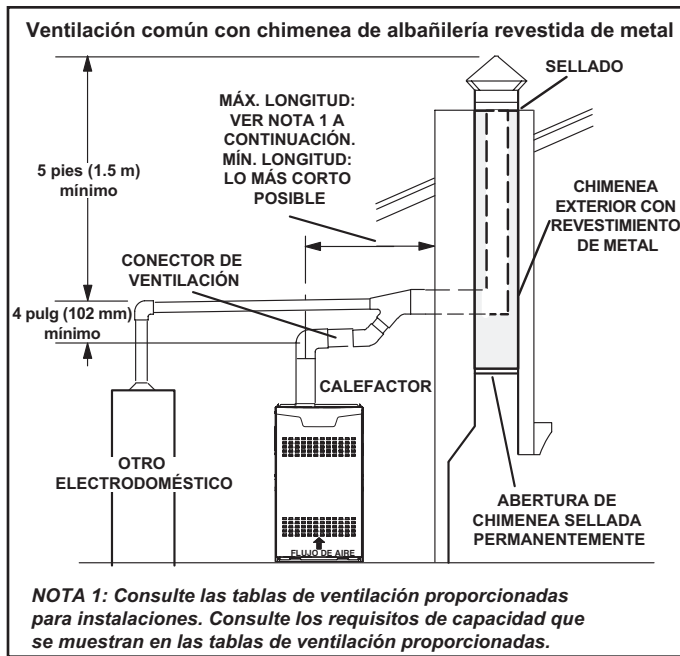 Ventilación común con chimenea de albañilería revestida de metal
SELLADO
MÁX. LONGITUD:
VER NOTA 1 A
CONTINUACIÓN.
MÍN. LONGITUD:
LO MÁS CORTO
POSIBLE
5 pies (1.5 m)
mínimo
CHIMENEA
EXTERIOR CON
REVESTIMIENTO
DE METAL
CONECTOR DE
VENTILACIÓN
4 pulg (102 mm)
mínimo
CALEFACTOR
OTRO
ELECTRODOMÉSTICO
ABERTURA DE
CHIMENEA SELLADA
PERMANENTEMENTE
FLUJO DE AIRE
NOTA 1: Consulte las tablas de ventilación proporcionadas
para instalaciones. Consulte los requisitos de capacidad que
se muestran en las tablas de ventilación proporcionadas.